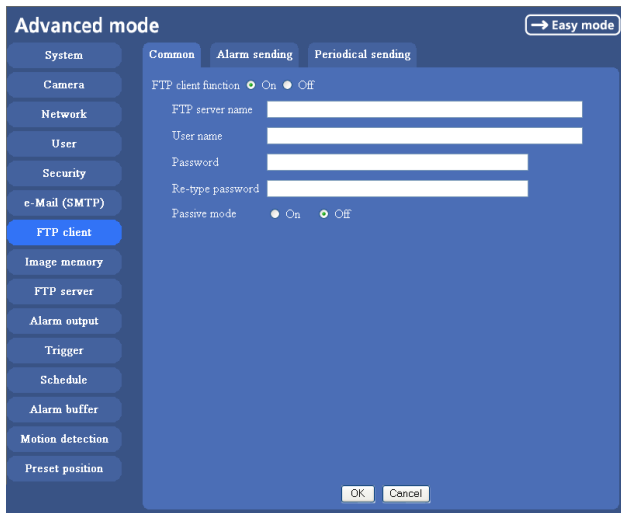 Advanced mode
→ Easy mode
System
Camera
Network
User
Security
e-Mail (SMTP)
FTP client
Image memory
FTP server
Alarm output
Trigger
Schedule
Alarm buffer
Motion detection
Preset position
Common Alarm sending Periodical sending
FTP client function On Off
FTP server name
User name
Password
Re-type password
Passive mode On Off
OK Cancel